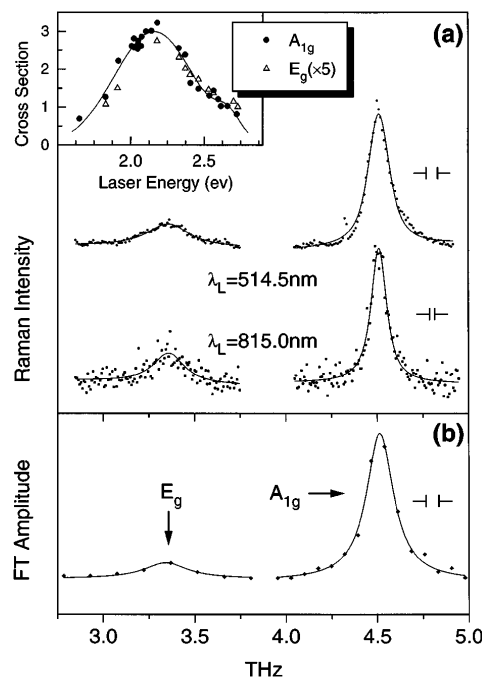 (a)
A1g
Eg(×5)
3
2
1
0
Cross Section
2.0 2.5
Laser Energy (ev)
λL=514.5nm
λL=815.0nm
Raman Intensity
(b)
Eg
A1g
FT Amplitude
3.0 3.5 4.0 4.5 5.0
THz